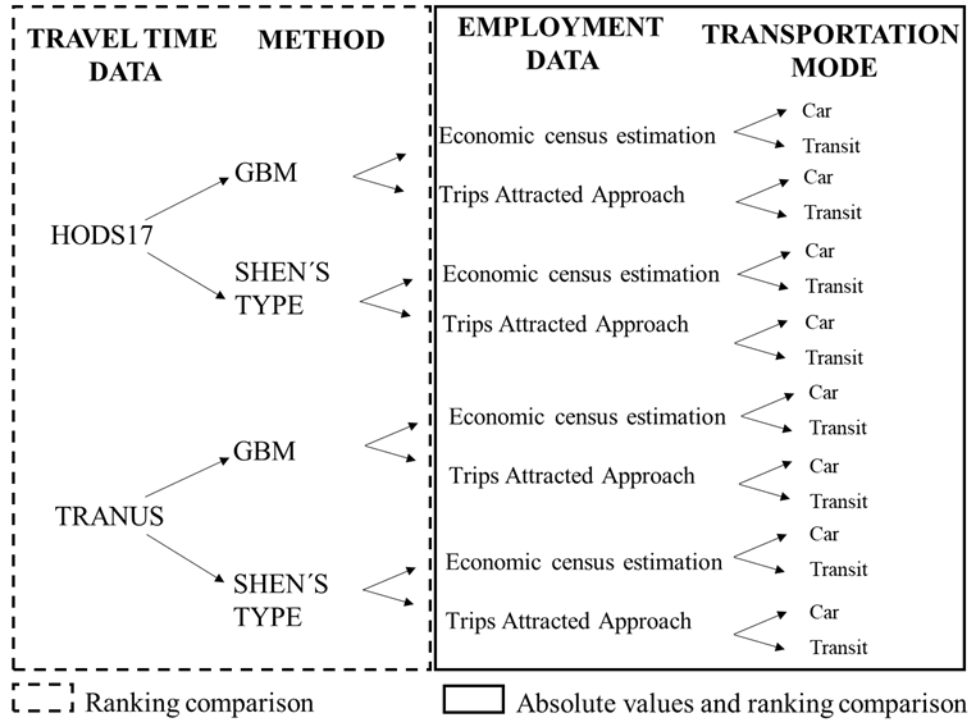 TRAVEL TIME
DATA
METHOD
EMPLOYMENT
DATA
TRANSPORTATION
MODE
HODS17
GBM
Economic census estimation
Car
Transit
Trips Attracted Approach
Car
Transit
SHEN´S
TYPE
Economic census estimation
Car
Transit
Trips Attracted Approach
Car
Transit
TRANUS
GBM
Economic census estimation
Car
Transit
Trips Attracted Approach
Car
Transit
SHEN´S
TYPE
Economic census estimation
Car
Transit
Trips Attracted Approach
Car
Transit
Ranking comparison
Absolute values and ranking comparison